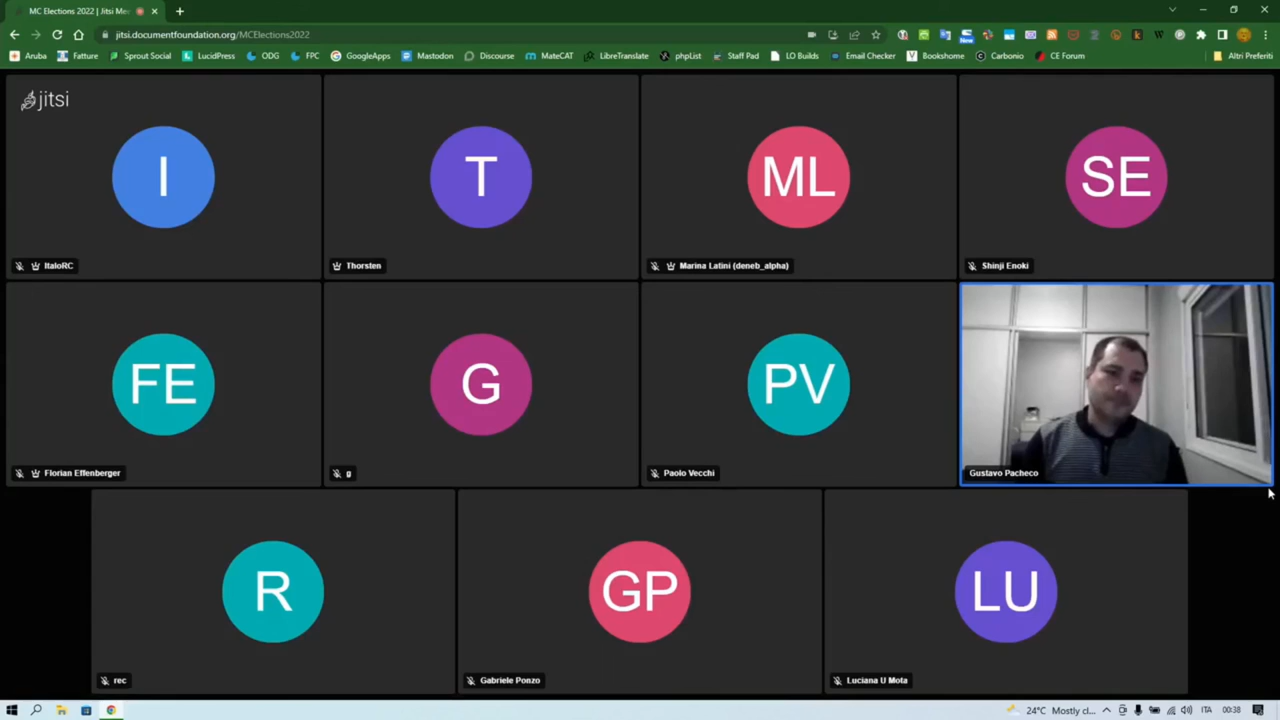 MC Elections 2022 | Jitsi Me
jitsi.documentfoundation.org/MCElections2022
Aruba Fatture Sprout Social LucidPress ODG FPC GoogleApps Mastodon Discourse MateCAT LibreTranslate phpList Staff Pad LO Builds Email Checker Bookshome Carbonio CE Forum Altri Preferiti
New
jitsi
I
T
ML
SE
ItaloRC
Thorsten
Marina Latini (deneb_alpha)
Shinji Enoki
FE
G
PV
Florian Effenberger
g
Paolo Vecchi
Gustavo Pacheco
R
GP
LU
rec
Gabriele Ponzo
Luciana U Mota
24°C Mostly cl... ITA 00:38